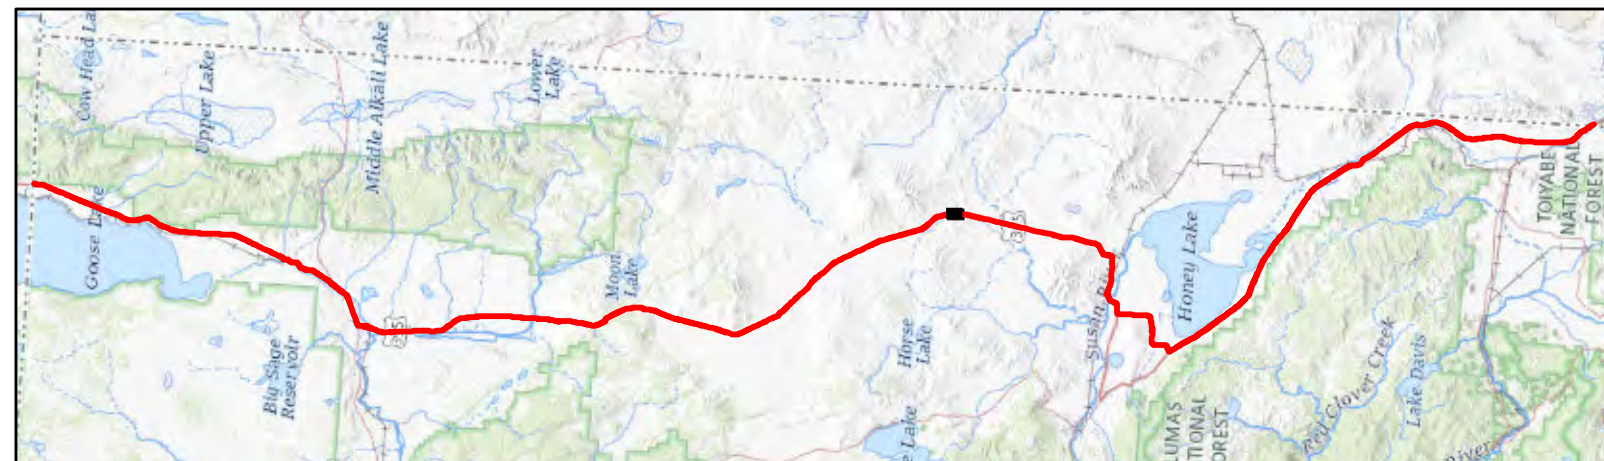 Cow Head La
Upper Lake
Middle Alkali Lake
Lower
Lake
Goose Lake
Big Sage
Reservoir
395
Moon
Lake
Horse
Lake
e Lake
395
Susan Ri
Honey Lake
LUMAS
TIONAL
OREST
Red Clover Creek
Lake Davis
River
TOIYABE
NATIONAL
FOREST